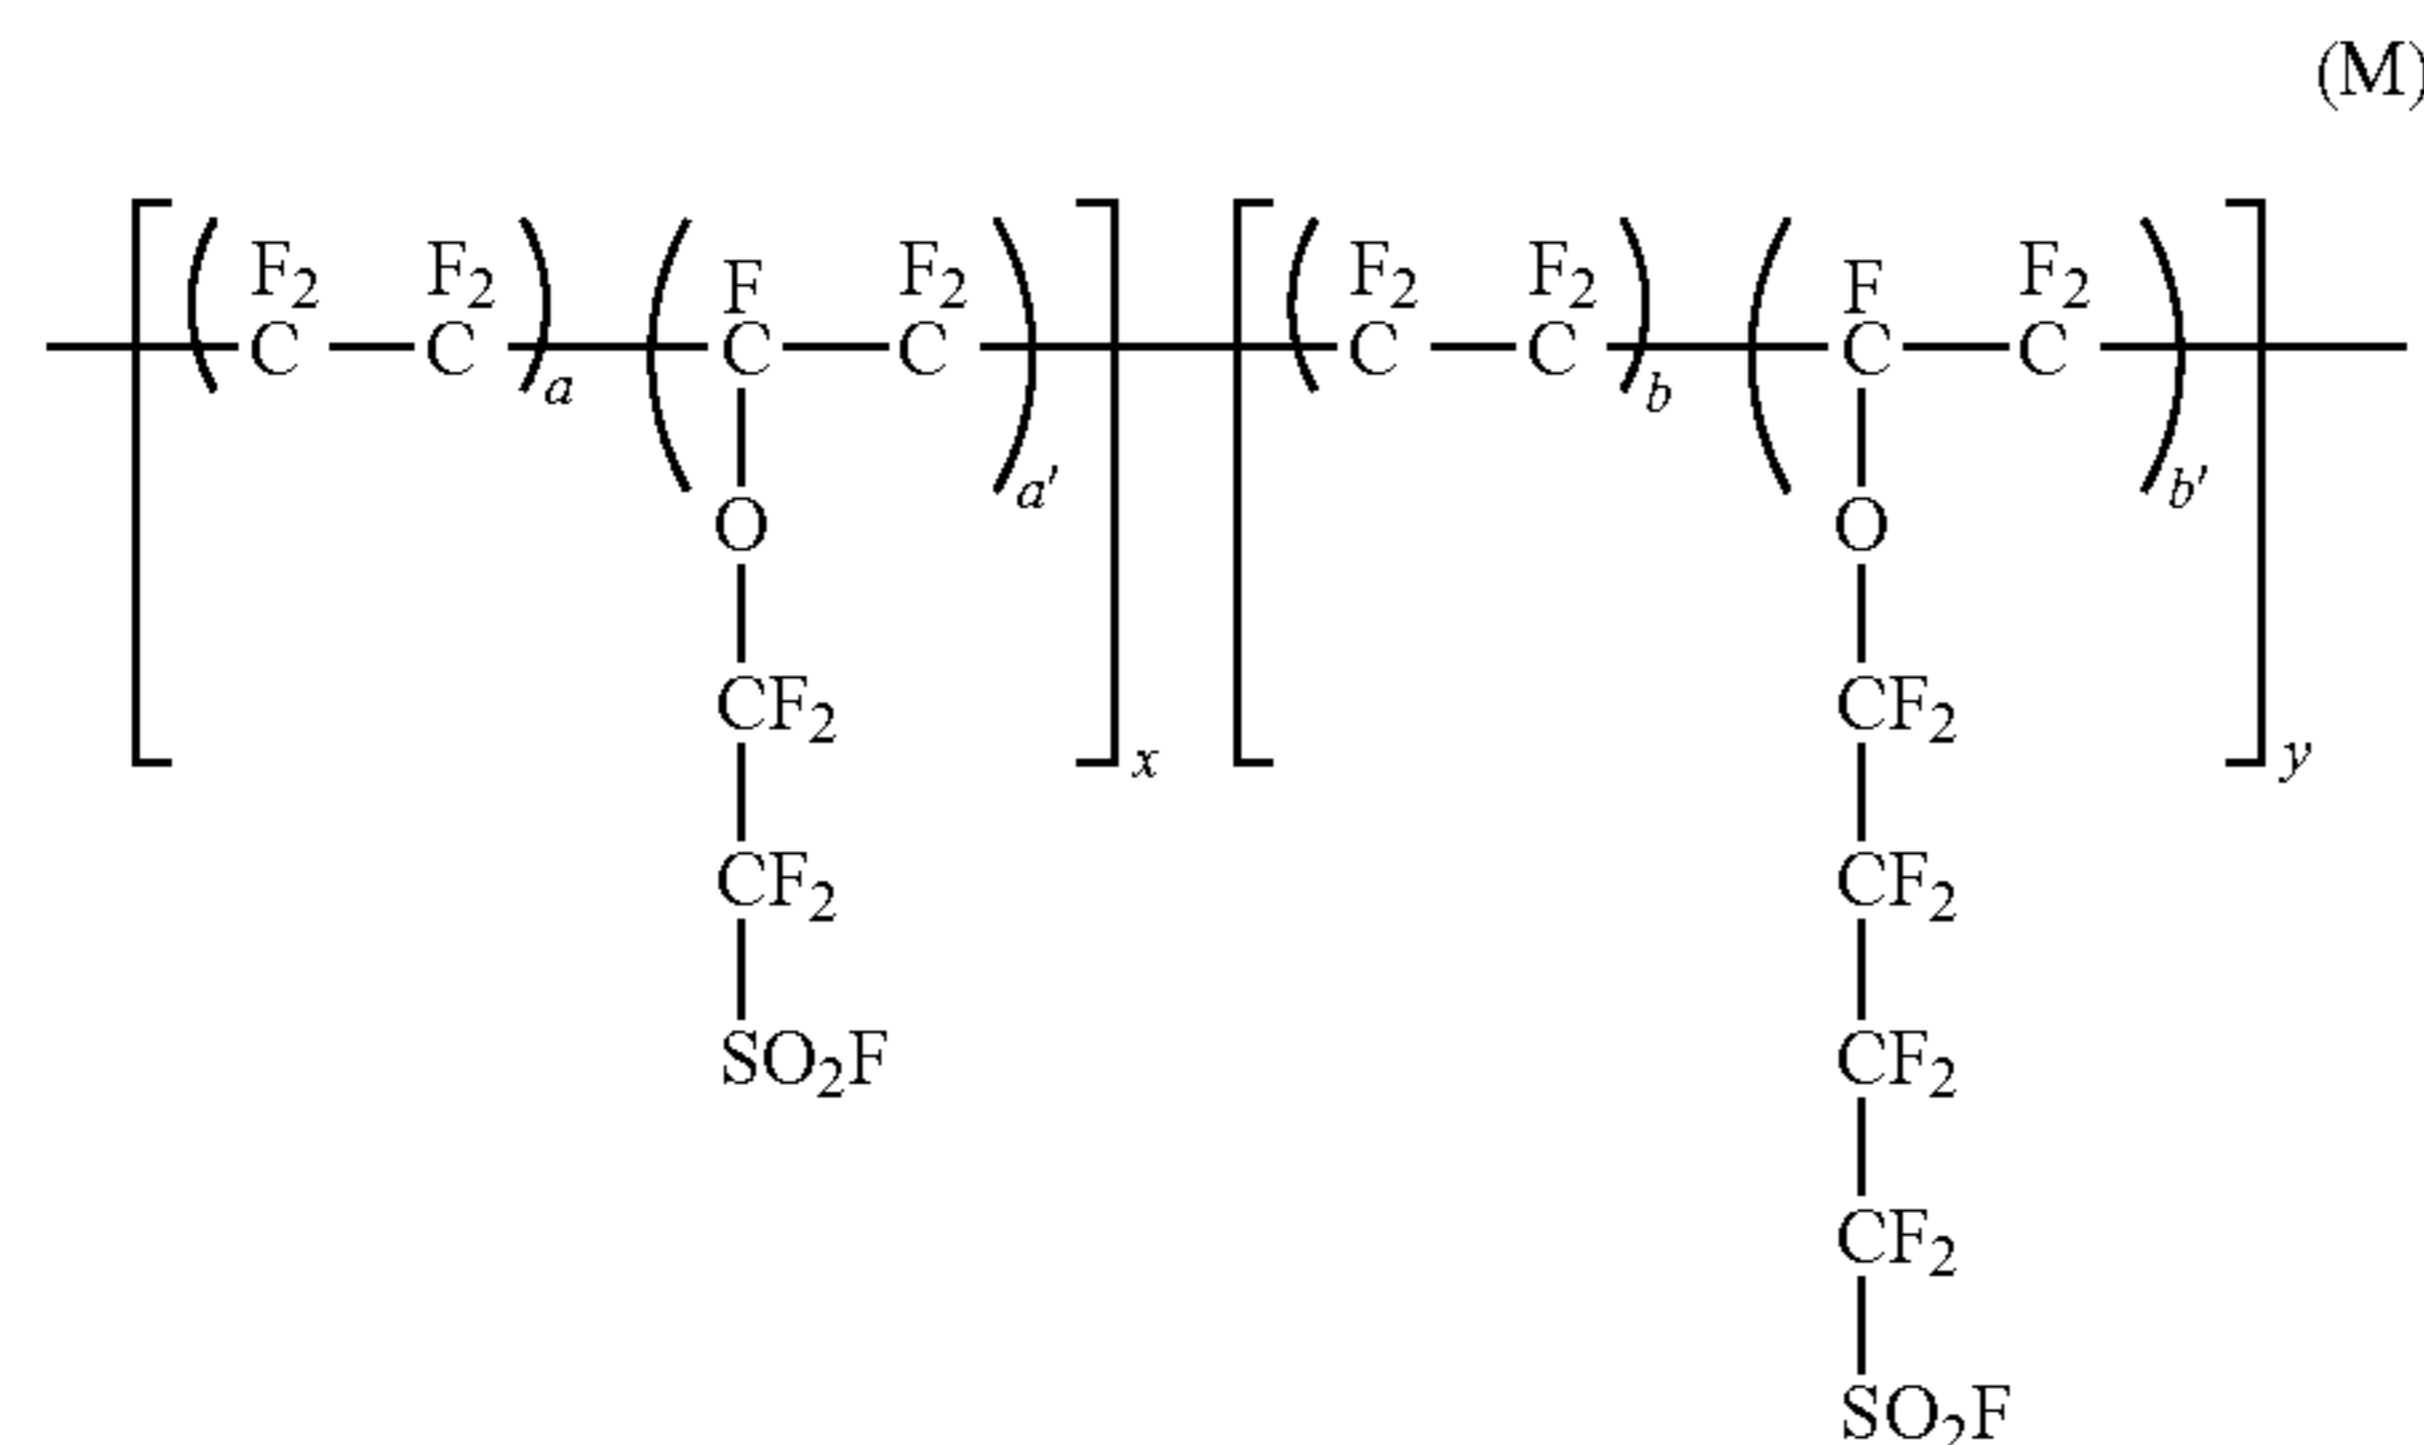 (M)
F₂ F₂ F F₂ F₂ F₂ F F₂
C C C C C C C C
a b
a' b'
O O
CF₂ CF₂
x y
CF₂ CF₂
SO₂F CF₂
CF₂
SO₂F